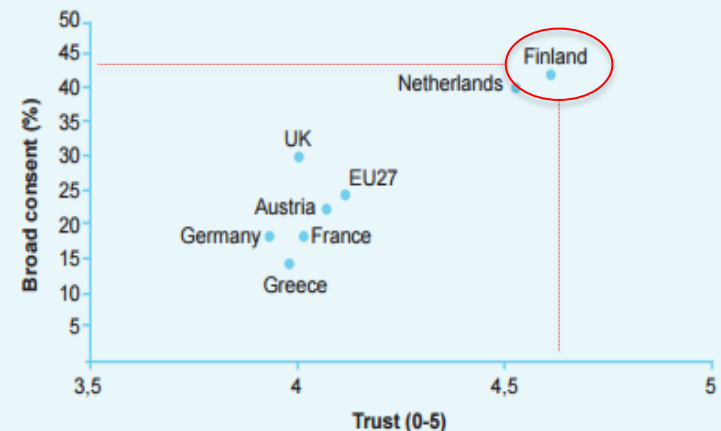 50
45
40
35
30
25
20
15
10
5
Broad consent (%)
Finland
Netherlands
UK
EU27
Austria
Germany
France
Greece
3,5
4
4,5
5
Trust (0-5)